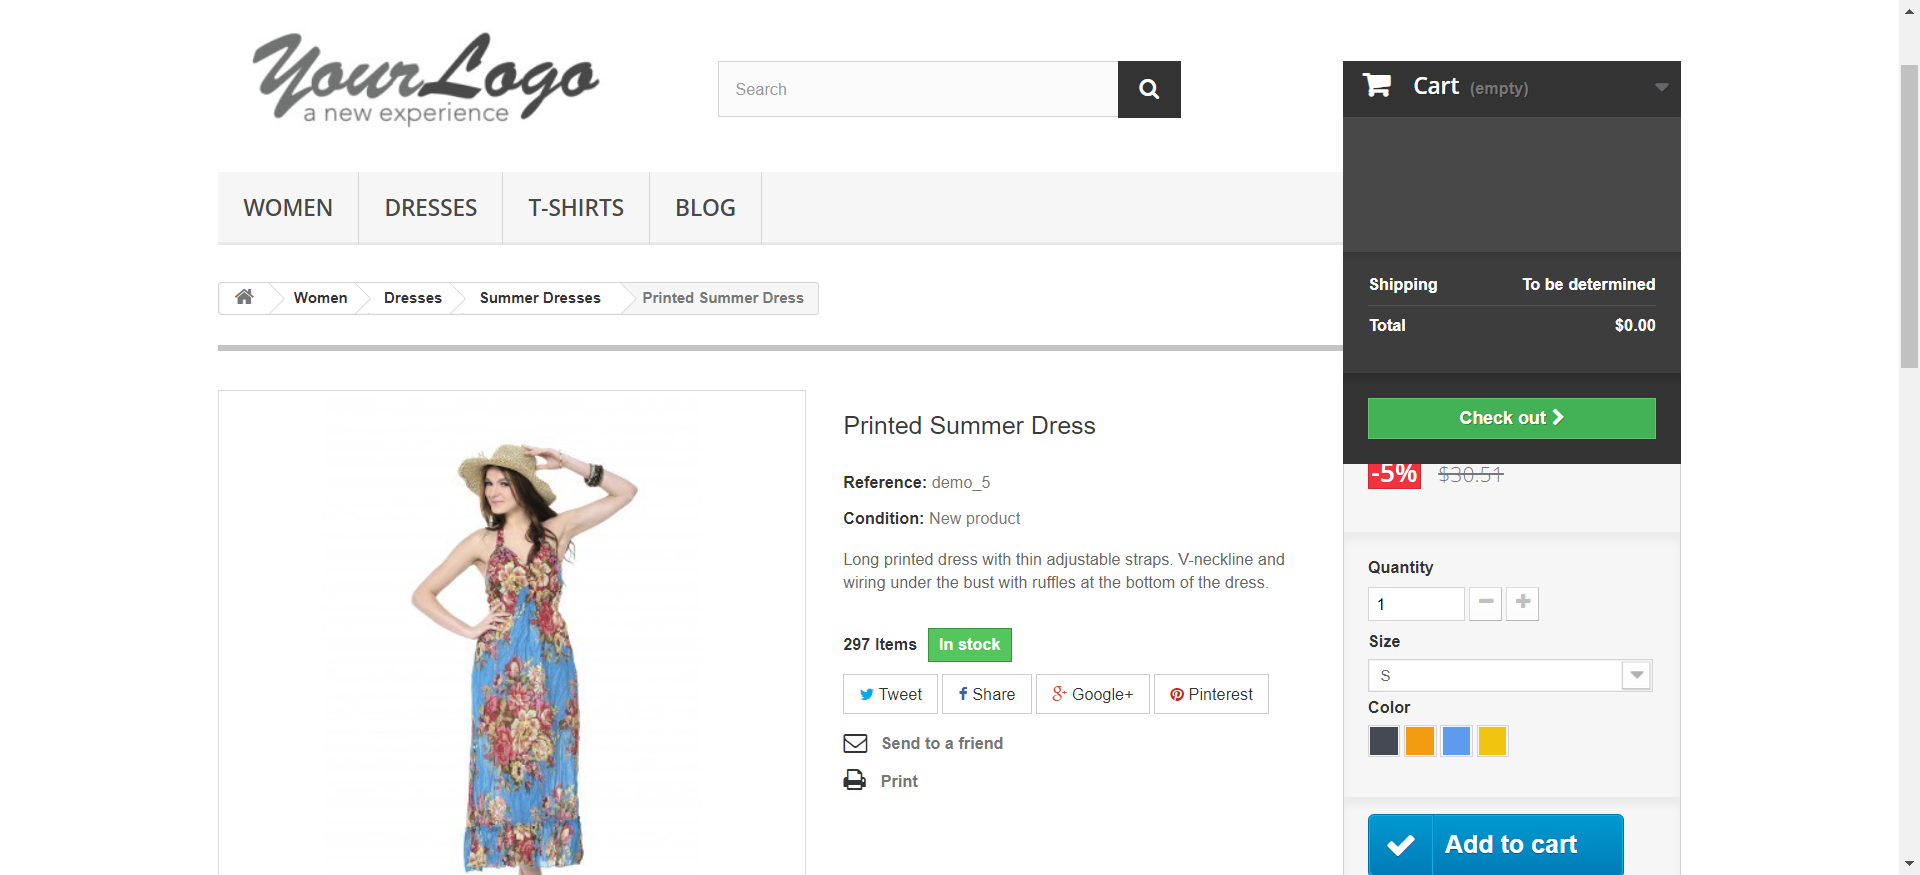 YourLogo
a new experience
Search
Cart (empty)
WOMEN DRESSES T-SHIRTS BLOG
Shipping To be determined
Total $0.00
Check out
Women Dresses Summer Dresses Printed Summer Dress
Printed Summer Dress
Reference: demo_5
Condition: New product
Long printed dress with thin adjustable straps. V-neckline and
wiring under the bust with ruffles at the bottom of the dress.
297 Items In stock
Tweet Share Google+ Pinterest
Send to a friend
Print
-5% $30.51
Quantity
1
Size
S
Color
Add to cart